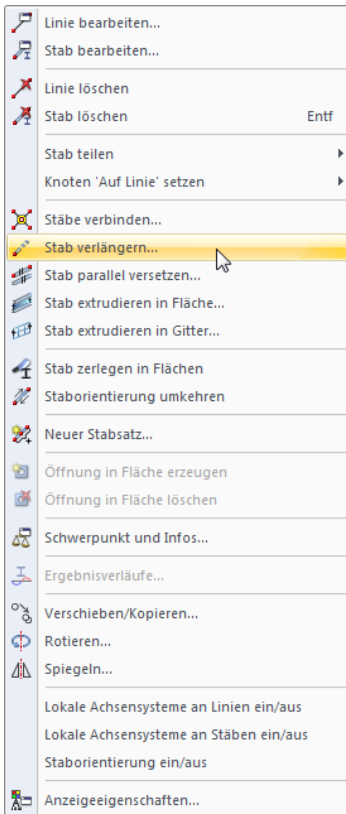 Linie bearbeiten...
Stab bearbeiten...
Linie löschen
Stab löschen Entf
Stab teilen
Knoten 'Auf Linie' setzen
Stäbe verbinden...
Stab verlängern...
Stab parallel versetzen...
Stab extrudieren in Fläche...
Stab extrudieren in Gitter...
Stab zerlegen in Flächen
Staborientierung umkehren
Neuer Stabsatz...
Öffnung in Fläche erzeugen
Öffnung in Fläche löschen
Schwerpunkt und Infos...
Ergebnisverläufe...
Verschieben/Kopieren...
Rotieren...
Spiegeln...
Lokale Achsensysteme an Linien ein/aus
Lokale Achsensysteme an Stäben ein/aus
Staborientierung ein/aus
Anzeigeeigenschaften...